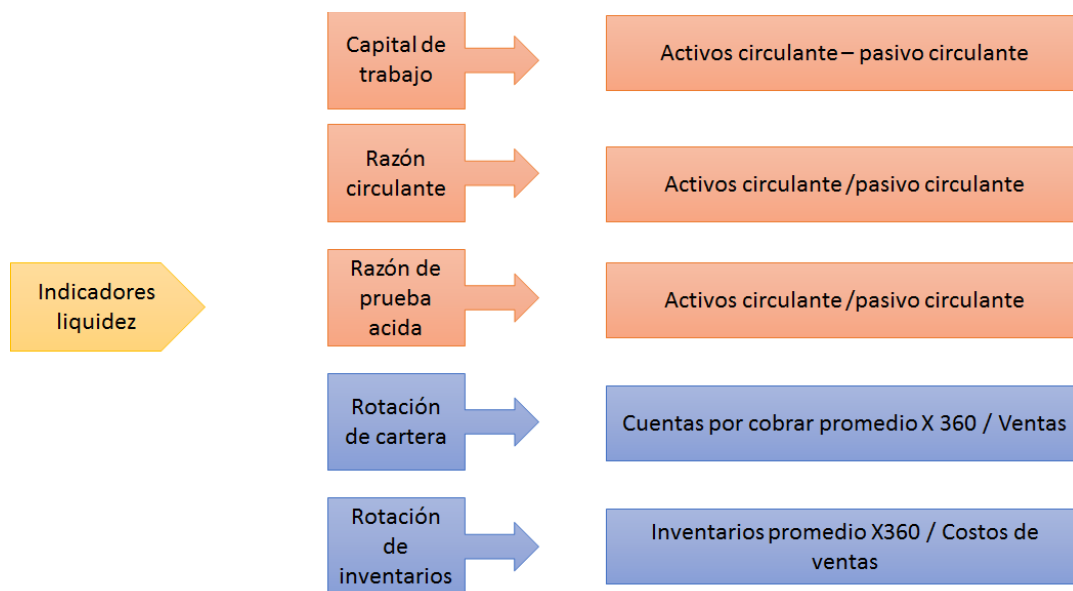 Capital de
trabajo
Activos circulante – pasivo circulante
Razón
circulante
Activos circulante /pasivo circulante
Indicadores
liquidez
Razón de
prueba
acida
Activos circulante /pasivo circulante
Rotación
de cartera
Cuentas por cobrar promedio X 360 / Ventas
Rotación
de
inventarios
Inventarios promedio X360 / Costos de
ventas